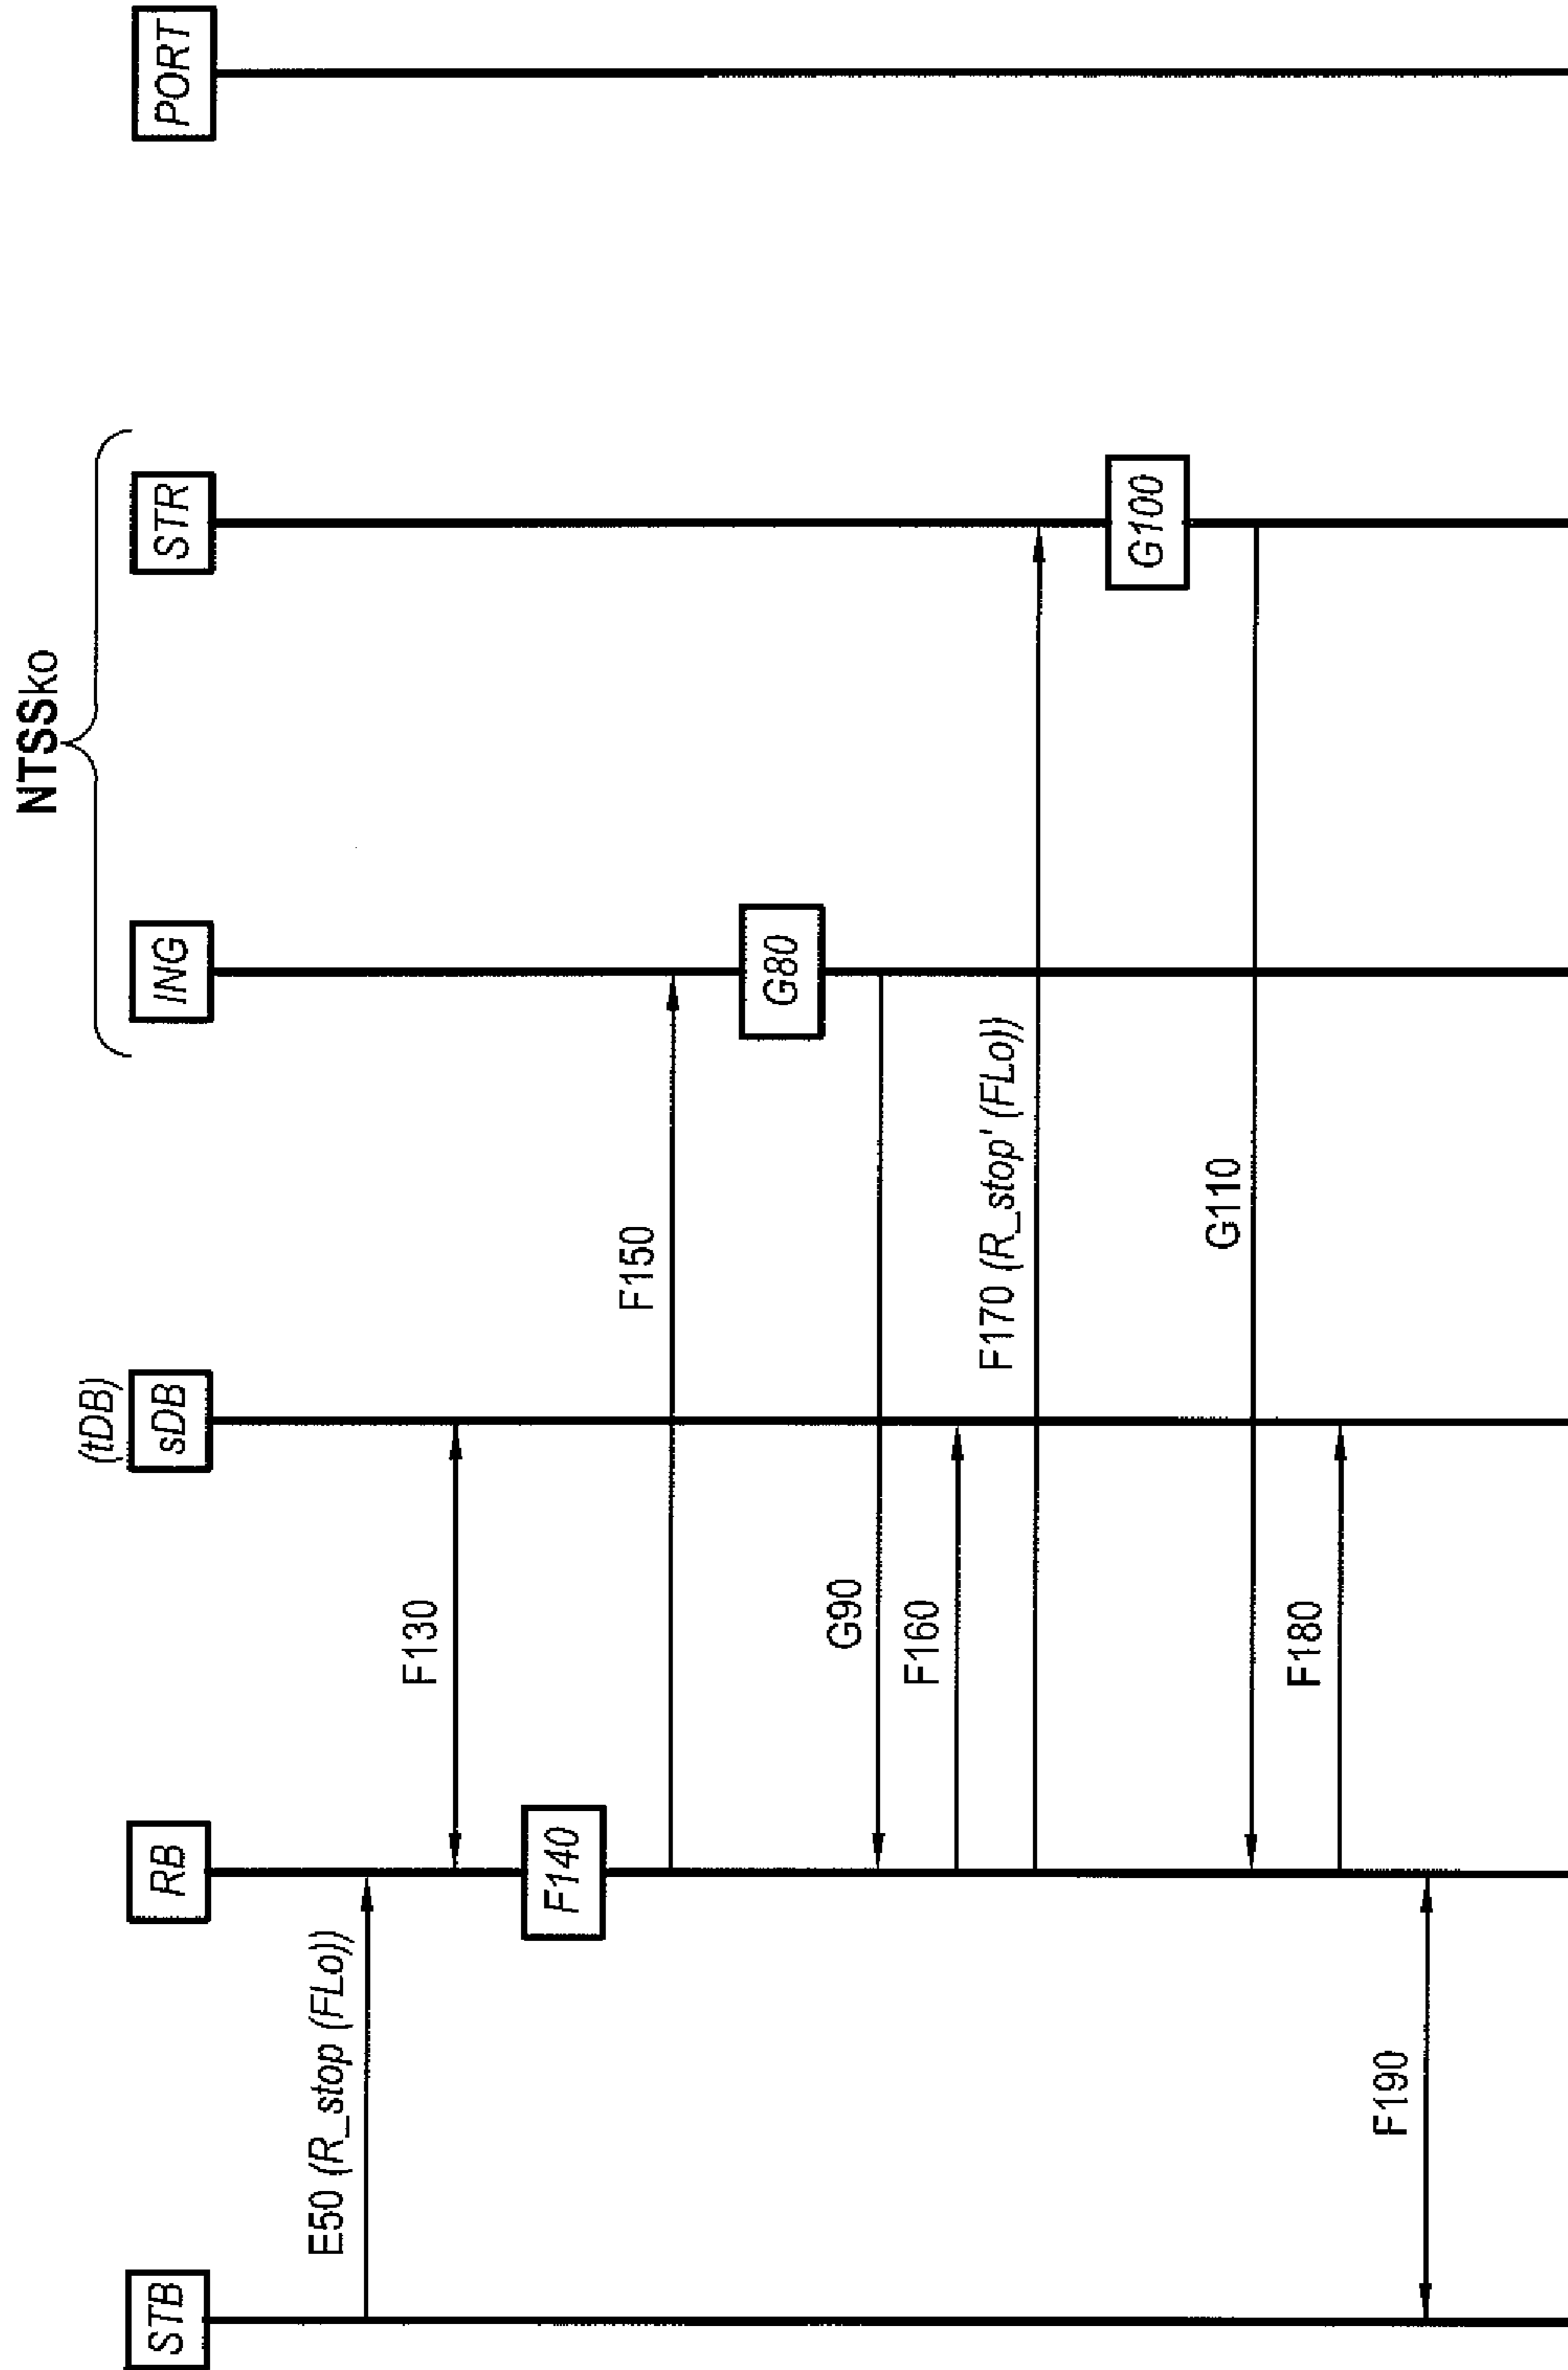 NTSSko
(tDB)
STB
RB
sDB
ING
STR
PORT
E50 (R_stop (FLo))
F130
F140
F150
G80
G90
F160
F170 (R_stop' (FLo))
G100
G110
F180
F190